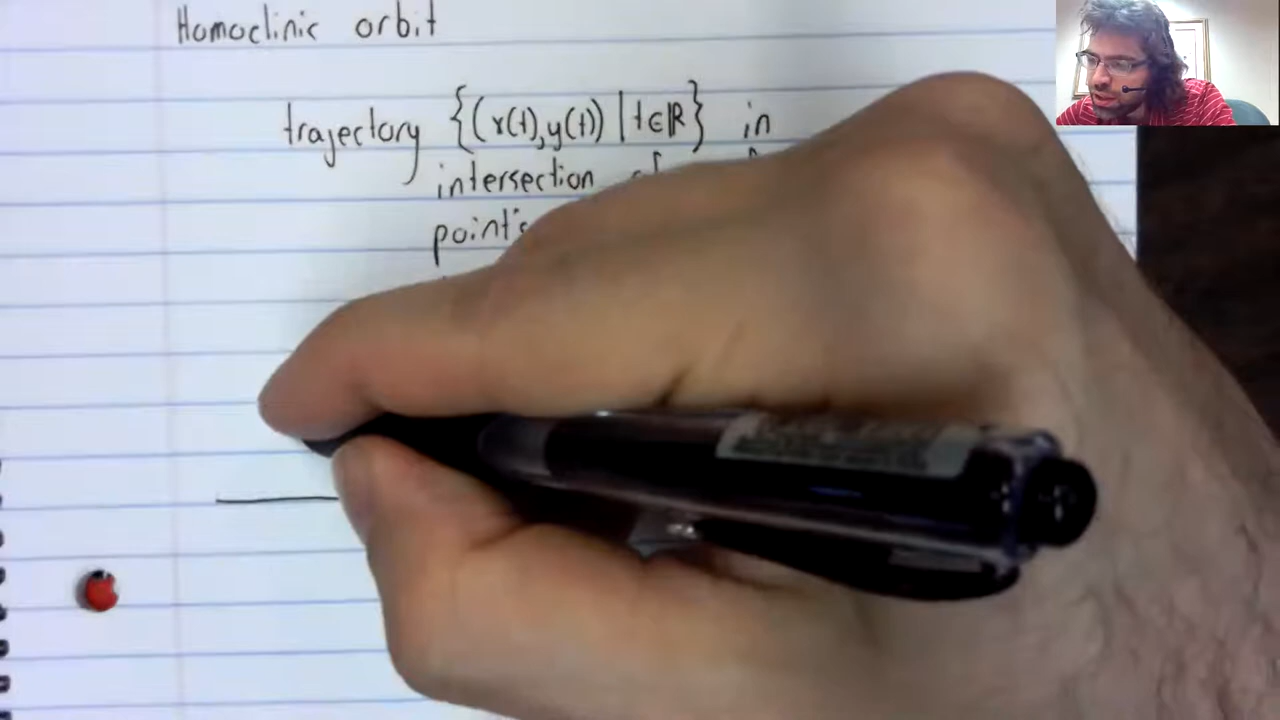 Homoclinic orbit
trajectory {(x(t),y(t)) | t∈ℝ} in
intersection
point's